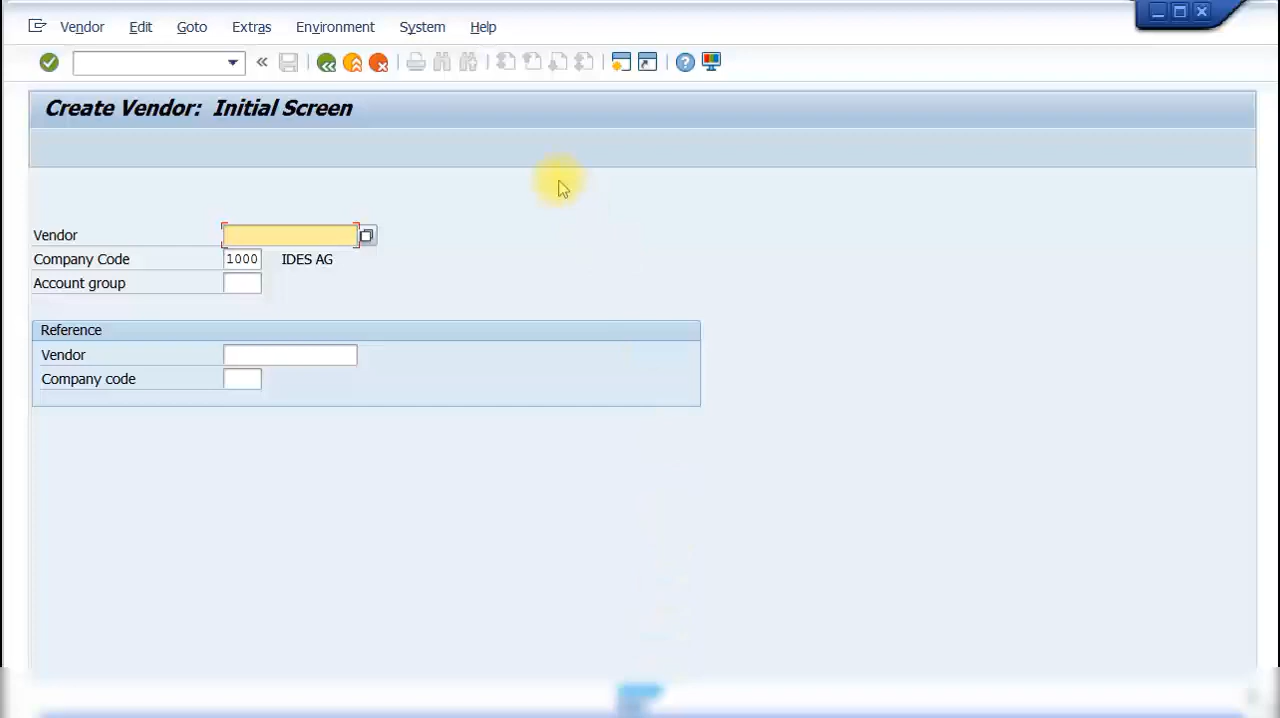 Vendor Edit Goto Extras Environment System Help
Create Vendor: Initial Screen
Vendor
Company Code 1000 IDES AG
Account group
Reference
Vendor
Company code